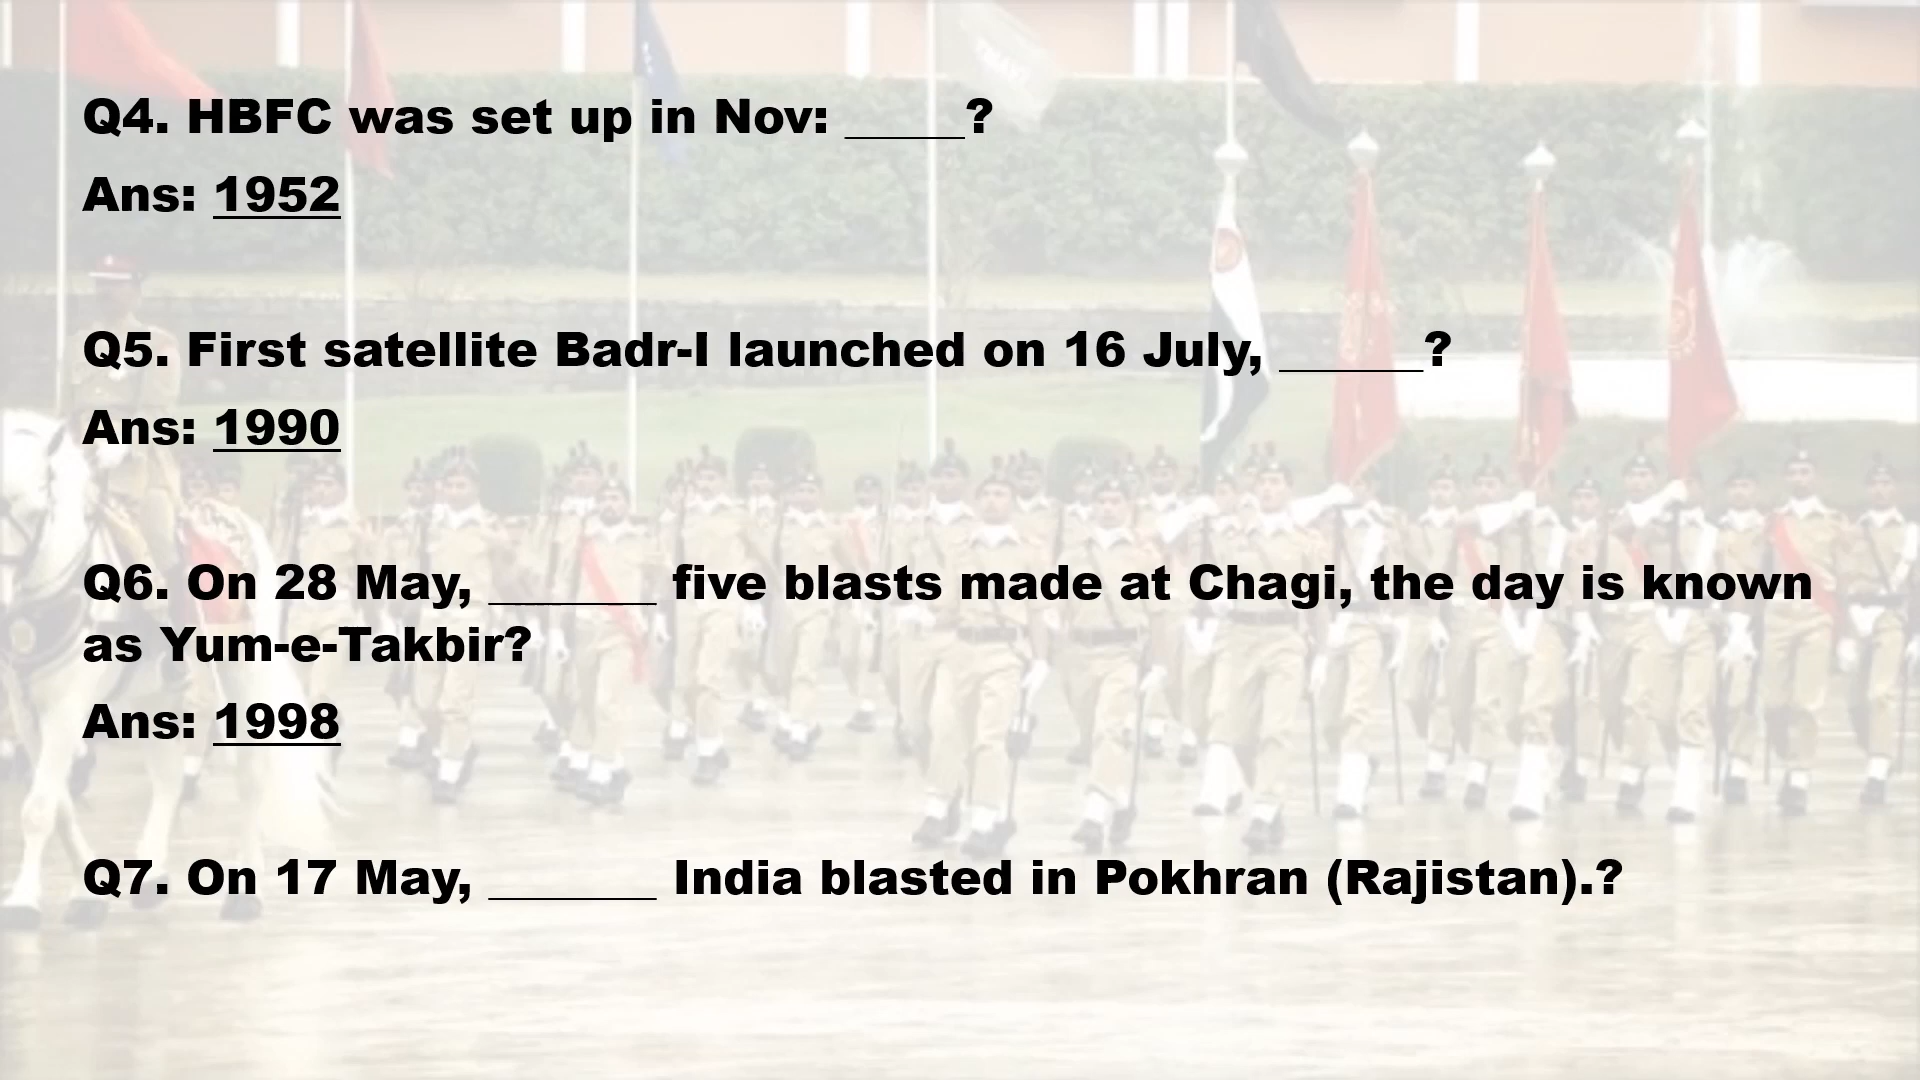 Q4. HBFC was set up in Nov: _____?
Ans: 1952
Q5. First satellite Badr-I launched on 16 July, ______?
Ans: 1990
Q6. On 28 May, _______ five blasts made at Chagi, the day is known
as Yum-e-Takbir?
Ans: 1998
Q7. On 17 May, _______ India blasted in Pokhran (Rajistan).?